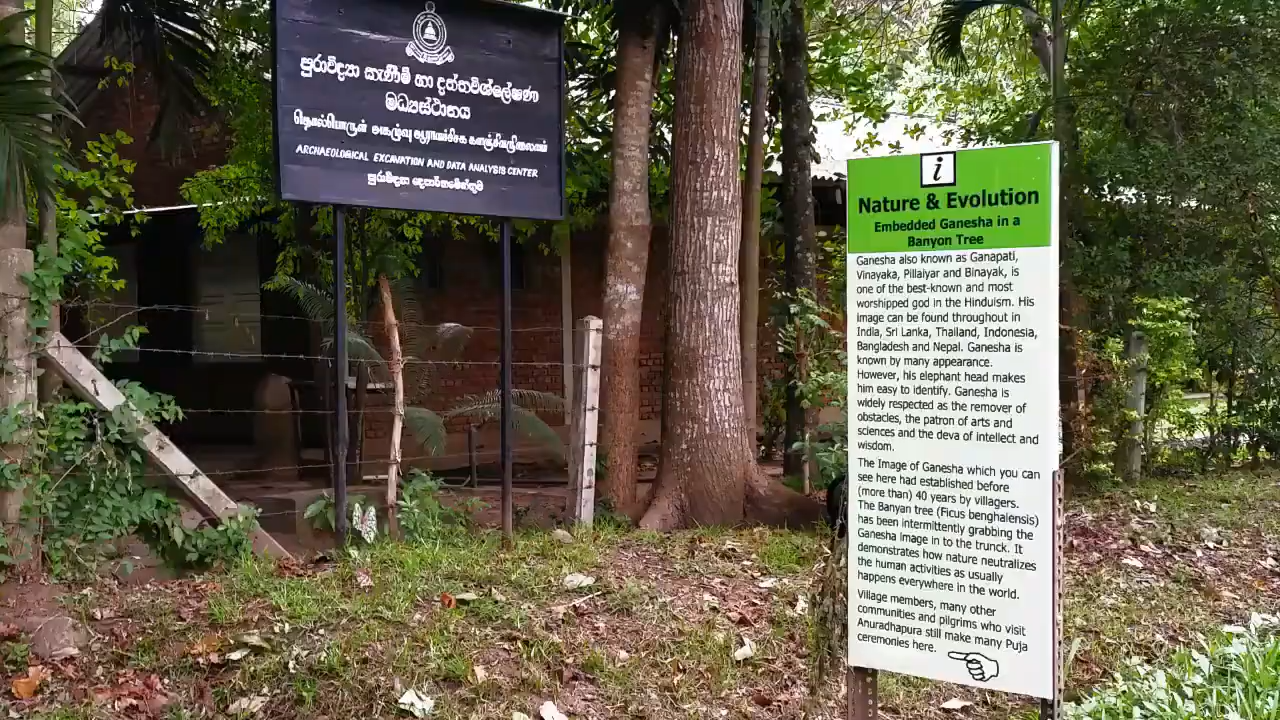 පුරාවිද්‍යා කැණීම් හා දත්තවිශ්ලේෂණ
මධ්‍යස්ථානය
ARCHAEOLOGICAL EXCAVATION AND DATA ANALYSIS CENTER
පුරාවිද්‍යා දෙපාර්තමේන්තුව
i
Nature & Evolution
Embedded Ganesha in a
Banyon Tree
Ganesha also known as Ganapati,
Vinayaka, Pillaiyar and Binayak, is
one of the best-known and most
worshipped god in the Hinduism. His
image can be found throughout in
India, Sri Lanka, Thailand, Indonesia,
Bangladesh and Nepal. Ganesha is
known by many appearance.
However, his elephant head makes
him easy to identify. Ganesha is
widely respected as the remover of
obstacles, the patron of arts and
sciences and the deva of intellect and
wisdom.
The Image of Ganesha which you can
see here had established before
(more than) 40 years by villagers.
The Banyan tree (Ficus benghalensis)
has been intermittently grabbing the
Ganesha image in to the trunck. It
demonstrates how nature neutralizes
the human activities as usually
happens everywhere in the world.
Village members, many other
communities and pilgrims who visit
Anuradhapura still make many Puja
ceremonies here.